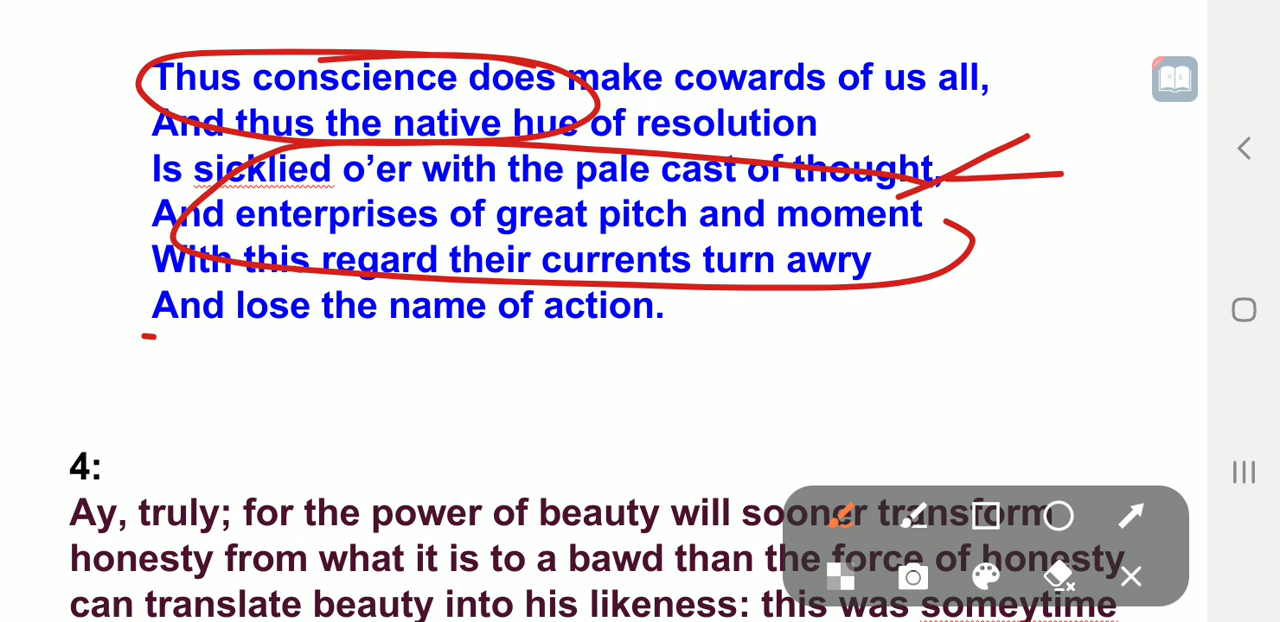 Thus conscience does make cowards of us all,
And thus the native hue of resolution
Is sicklied o’er with the pale cast of thought,
And enterprises of great pitch and moment
With this regard their currents turn awry
And lose the name of action.
4:
Ay, truly; for the power of beauty will sooner transform
honesty from what it is to a bawd than the force of honesty
can translate beauty into his likeness: this was someytime